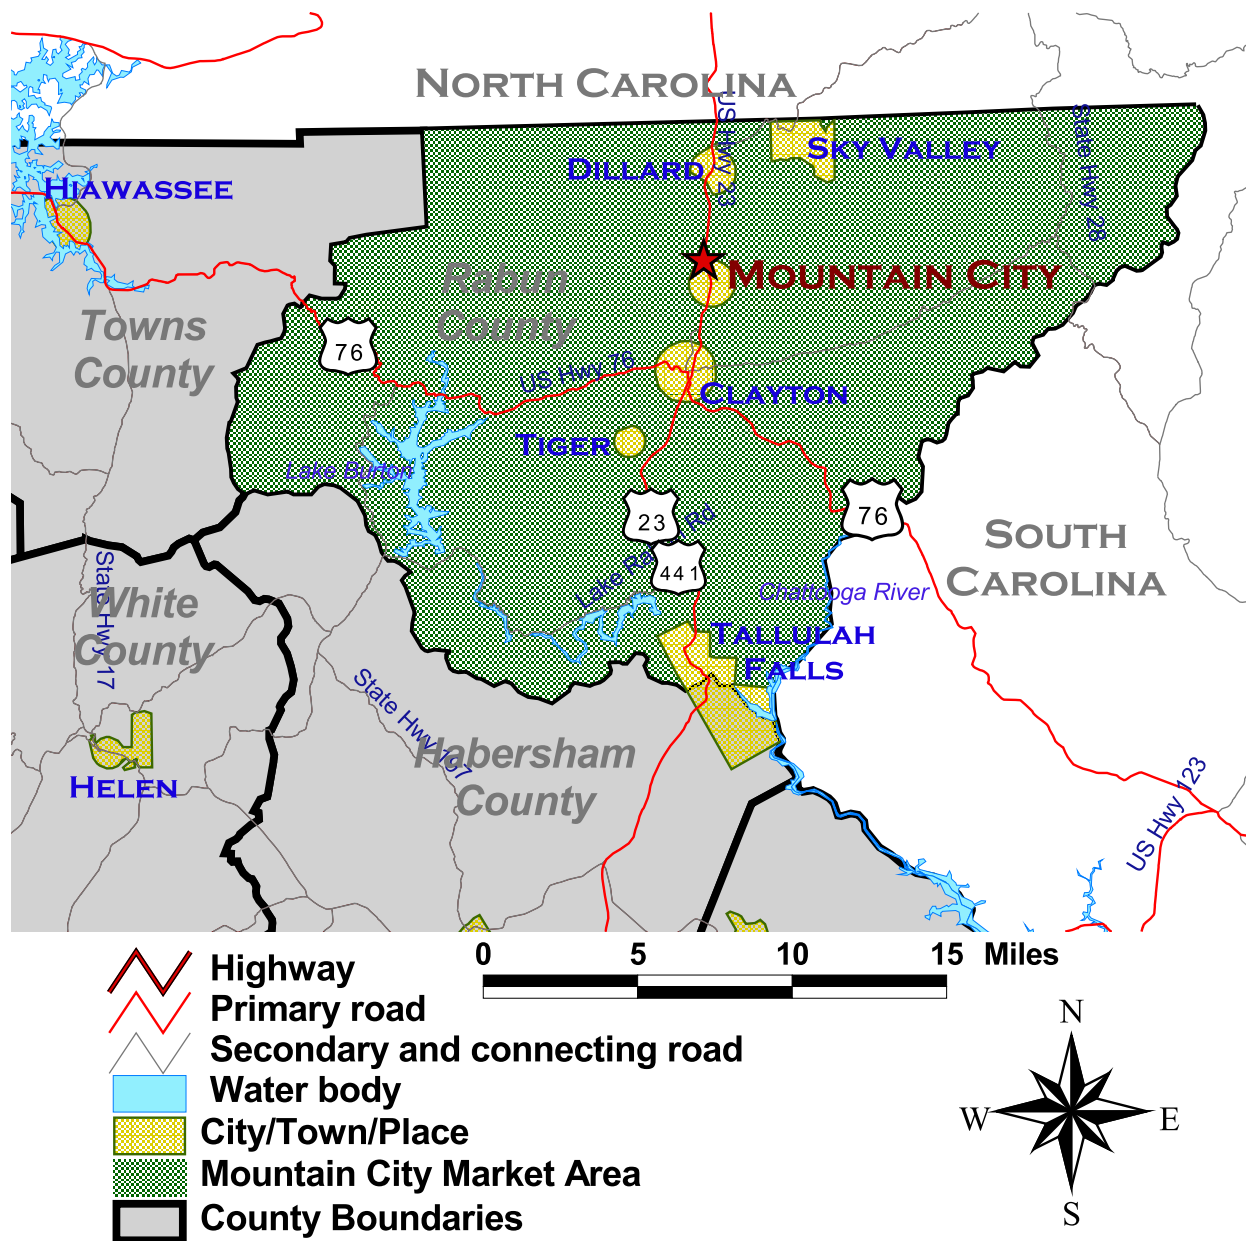 NORTH CAROLINA
US Hwy 23
State Hwy 28
SKY VALLEY
DILLARD
HIAWASSEE
MOUNTAIN CITY
Rabun
County
Towns
County
76
US Hwy 76
CLAYTON
TIGER
Lake Burton
23
76
441
SOUTH
CAROLINA
Chattooga River
White
County
State Hwy 17
TALLULAH
FALLS
State Hwy 197
Habersham
County
HELEN
US Hwy 123
0 5 10 15 Miles
Highway
Primary road
Secondary and connecting road
Water body
City/Town/Place
Mountain City Market Area
County Boundaries
N
W E
S